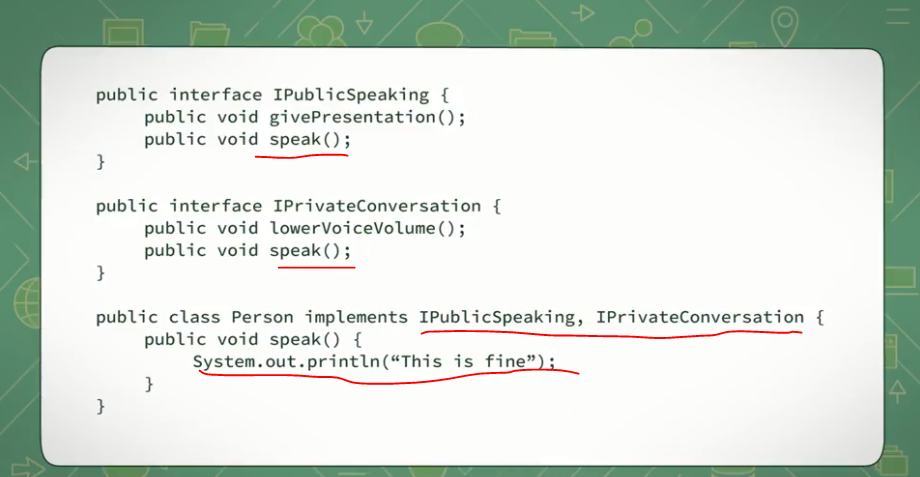 public interface IPublicSpeaking {
public void givePresentation();
public void speak();
}
public interface IPrivateConversation {
public void lowerVoiceVolume();
public void speak();
}
public class Person implements IPublicSpeaking, IPrivateConversation {
public void speak() {
System.out.println(“This is fine”);
}
}